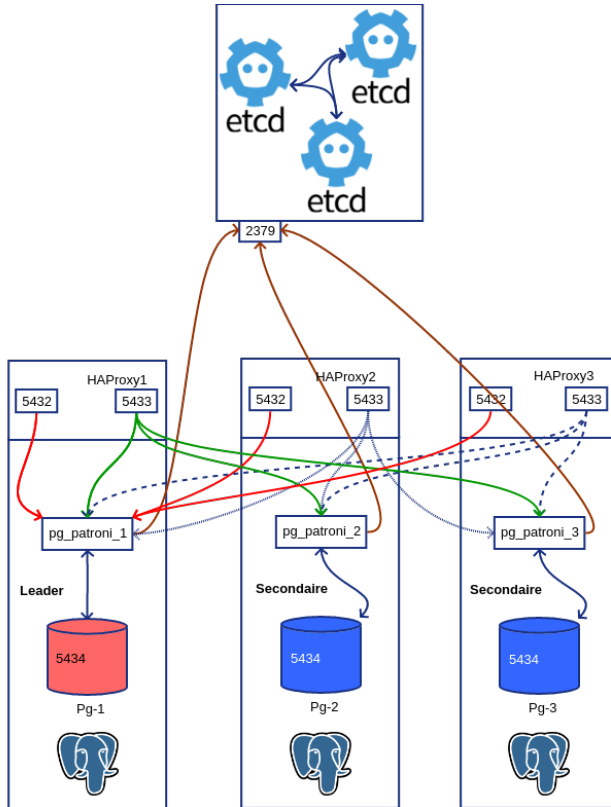 etcd
etcd
etcd
2379
HAProxy1
HAProxy2
HAProxy3
5432
5433
5432
5433
5432
5433
pg_patroni_1
pg_patroni_2
pg_patroni_3
Leader
Secondaire
Secondaire
5434
5434
5434
Pg-1
Pg-2
Pg-3